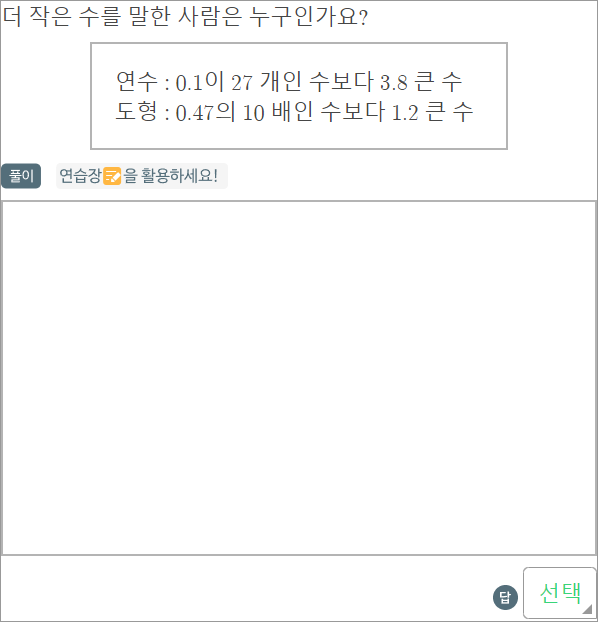 더 작은 수를 말한 사람은 누구인가요?
연수 : 0.1이 27 개인 수보다 3.8 큰 수
도형 : 0.47의 10 배인 수보다 1.2 큰 수
풀이 연습장을 활용하세요!
답 선택